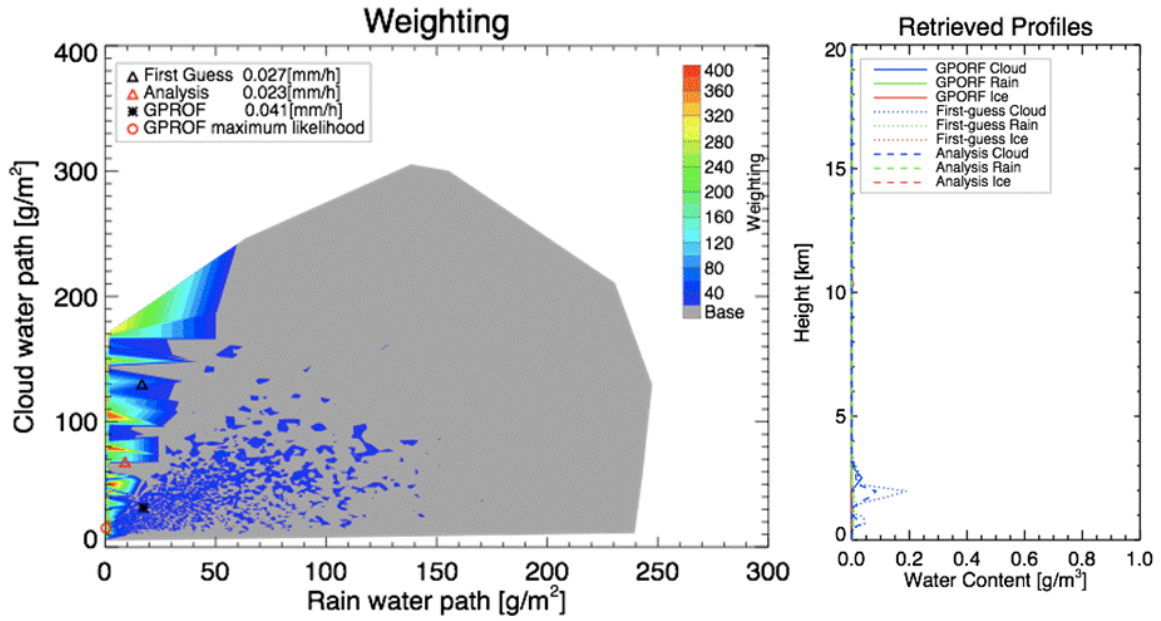 Weighting
400
300
200
100
0
Cloud water path [g/m²]
△ First Guess 0.027[mm/h]
△ Analysis 0.023[mm/h]
✱ GPROF 0.041[mm/h]
○ GPROF maximum likelihood
400
360
320
280
240
200
160
120
80
40
Base
Weighting
0 50 100 150 200 250 300
Rain water path [g/m²]
Retrieved Profiles
20
15
10
5
0
Height [km]
GPORF Cloud
GPORF Rain
GPORF Ice
First-guess Cloud
First-guess Rain
First-guess Ice
Analysis Cloud
Analysis Rain
Analysis Ice
0.0 0.2 0.4 0.6 0.8 1.0
Water Content [g/m³]